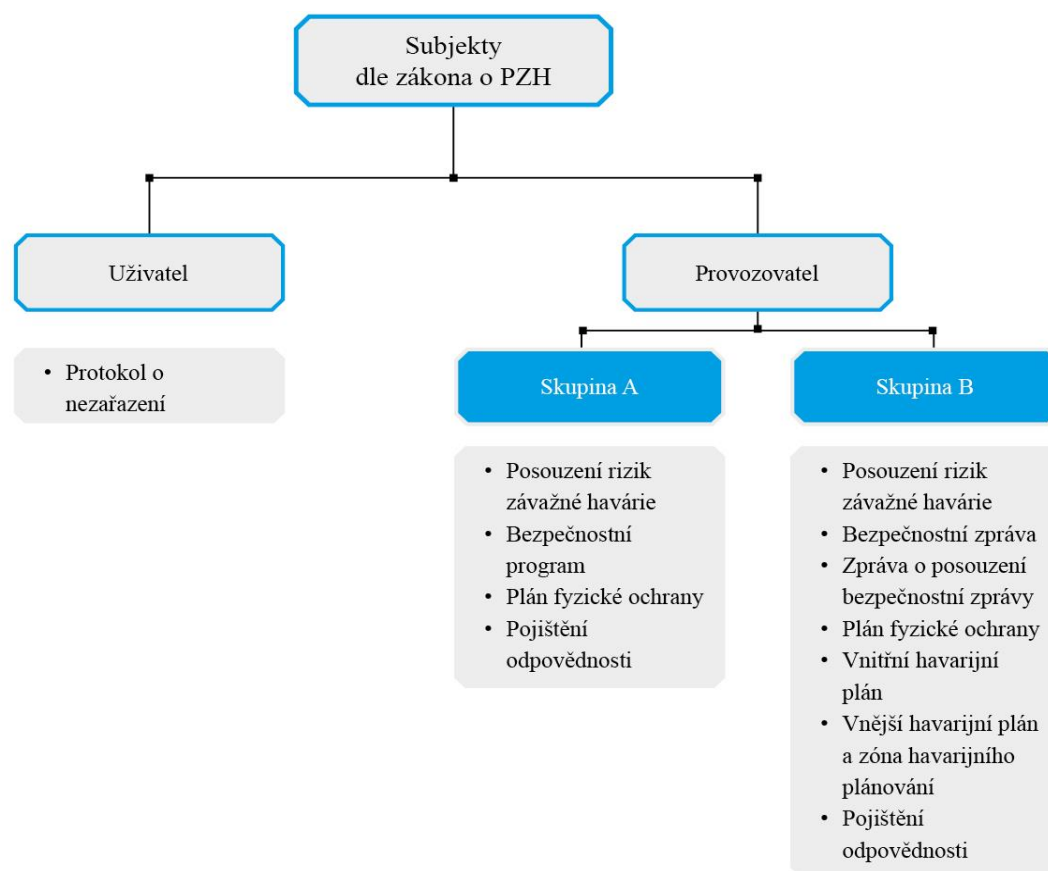 Subjekty
dle zákona o PZH
Uživatel
Provozovatel
• Protokol o
nezařazení
Skupina A
Skupina B
• Posouzení rizik
závažné havárie
• Bezpečnostní
program
• Plán fyzické ochrany
• Pojištění
odpovědnosti
• Posouzení rizik
závažné havárie
• Bezpečnostní zpráva
• Zpráva o posouzení
bezpečnostní zprávy
• Plán fyzické ochrany
• Vnitřní havarijní
plán
• Vnější havarijní plán
a zóna havarijního
plánování
• Pojištění
odpovědnosti